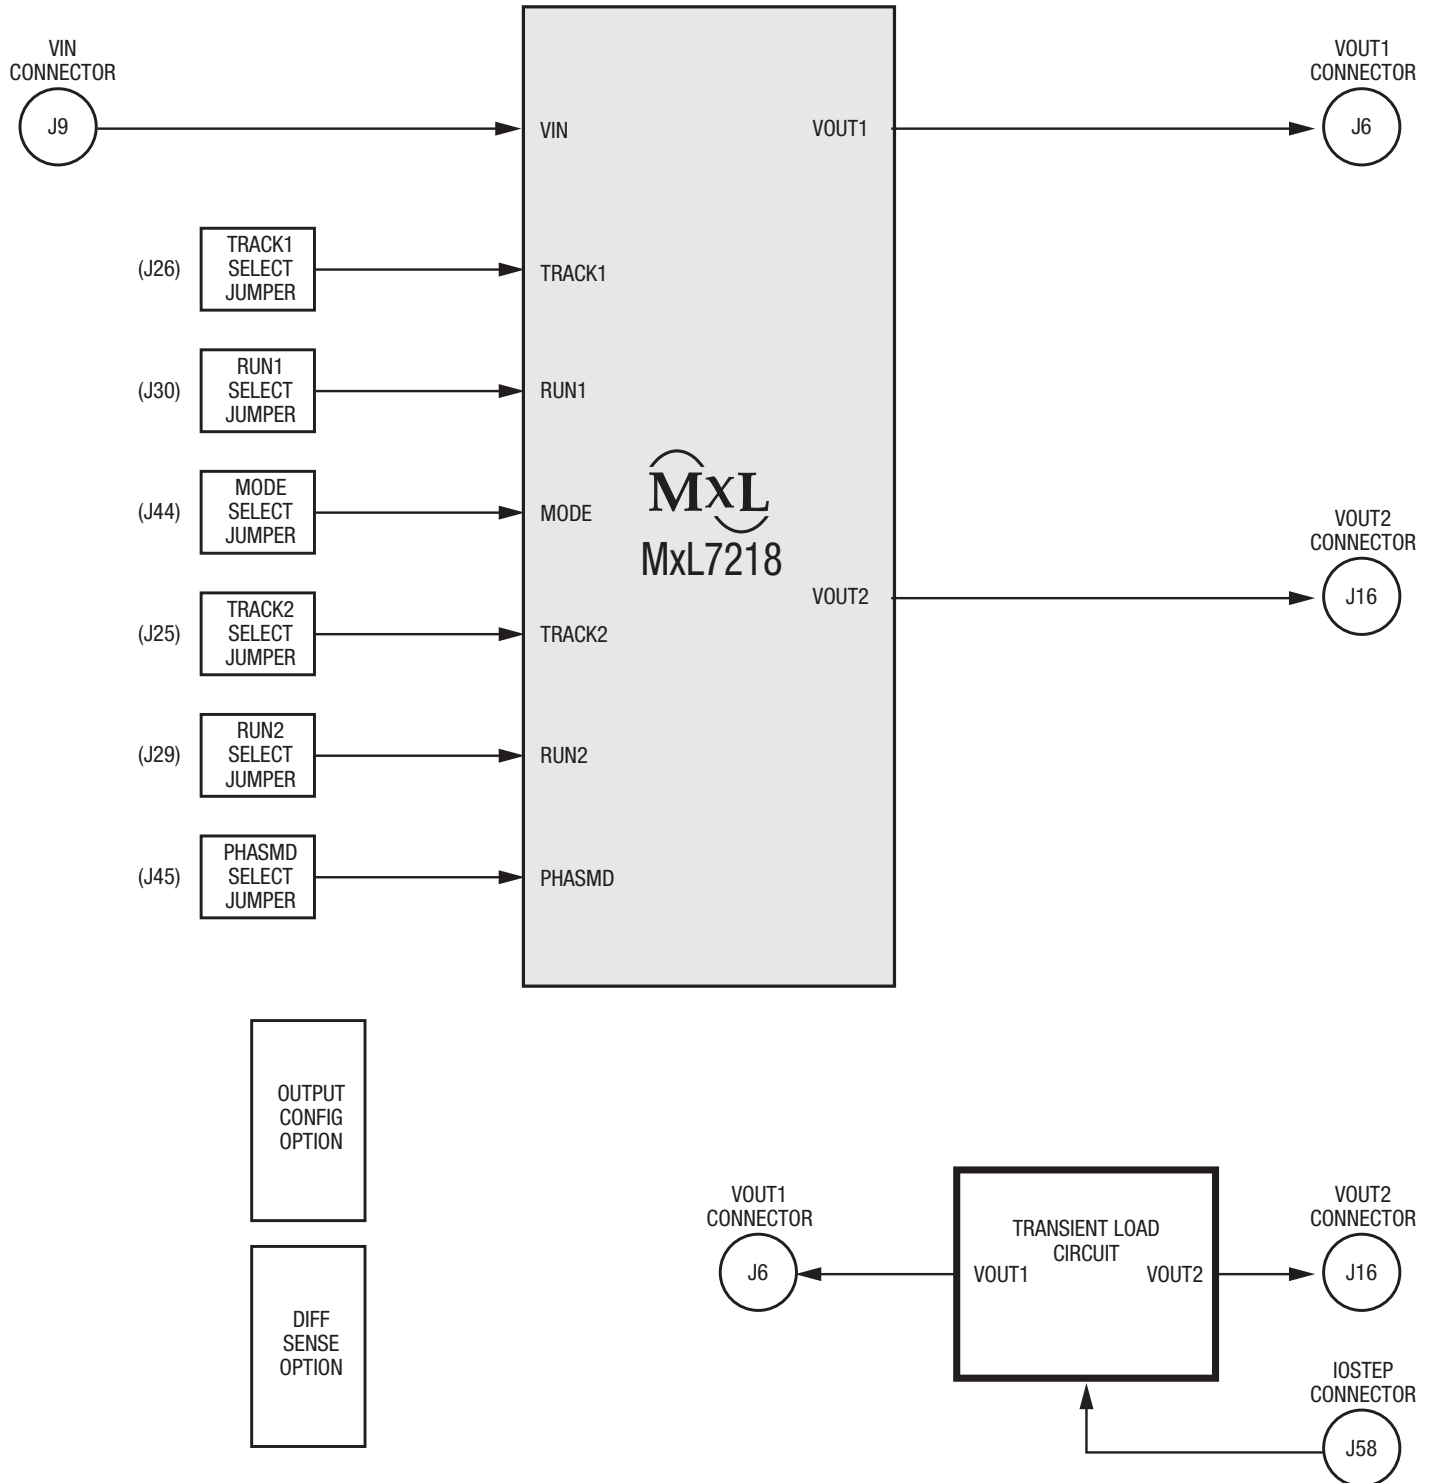 VIN
CONNECTOR
J9
VIN
VOUT1
VOUT1
CONNECTOR
J6
(J26)
TRACK1
SELECT
JUMPER
TRACK1
(J30)
RUN1
SELECT
JUMPER
RUN1
(J44)
MODE
SELECT
JUMPER
MODE
MXL
MxL7218
(J25)
TRACK2
SELECT
JUMPER
TRACK2
VOUT2
VOUT2
CONNECTOR
J16
(J29)
RUN2
SELECT
JUMPER
RUN2
(J45)
PHASMD
SELECT
JUMPER
PHASMD
OUTPUT
CONFIG
OPTION
DIFF
SENSE
OPTION
VOUT1
CONNECTOR
J6
TRANSIENT LOAD
CIRCUIT
VOUT1
VOUT2
VOUT2
CONNECTOR
J16
IOSTEP
CONNECTOR
J58